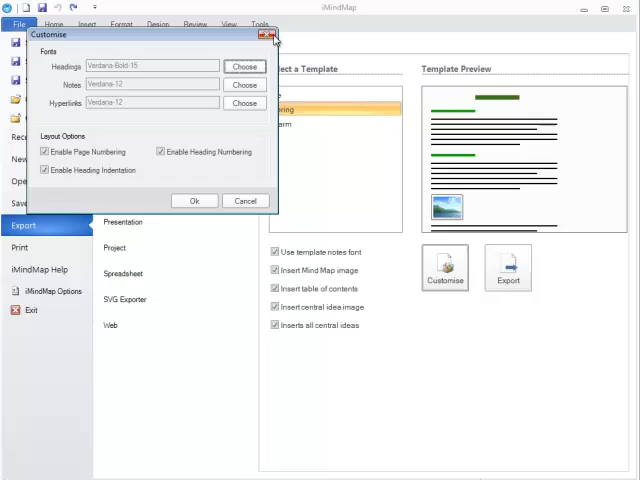 iMindMap
File Home Insert Format Design Review View Tools
Customise
Fonts
Headings Verdana-Bold-15 Choose
Notes Verdana-12 Choose
Hyperlinks Verdana-12 Choose
Layout Options
Enable Page Numbering Enable Heading Numbering
Enable Heading Indentation
Ok Cancel
ct a Template Template Preview
New
Export
Print
iMindMap Help
iMindMap Options
Exit
Presentation
Project
Spreadsheet
SVG Exporter
Web
Use template notes font
Insert Mind Map image
Insert table of contents
Insert central idea image
Inserts all central ideas
Customise Export